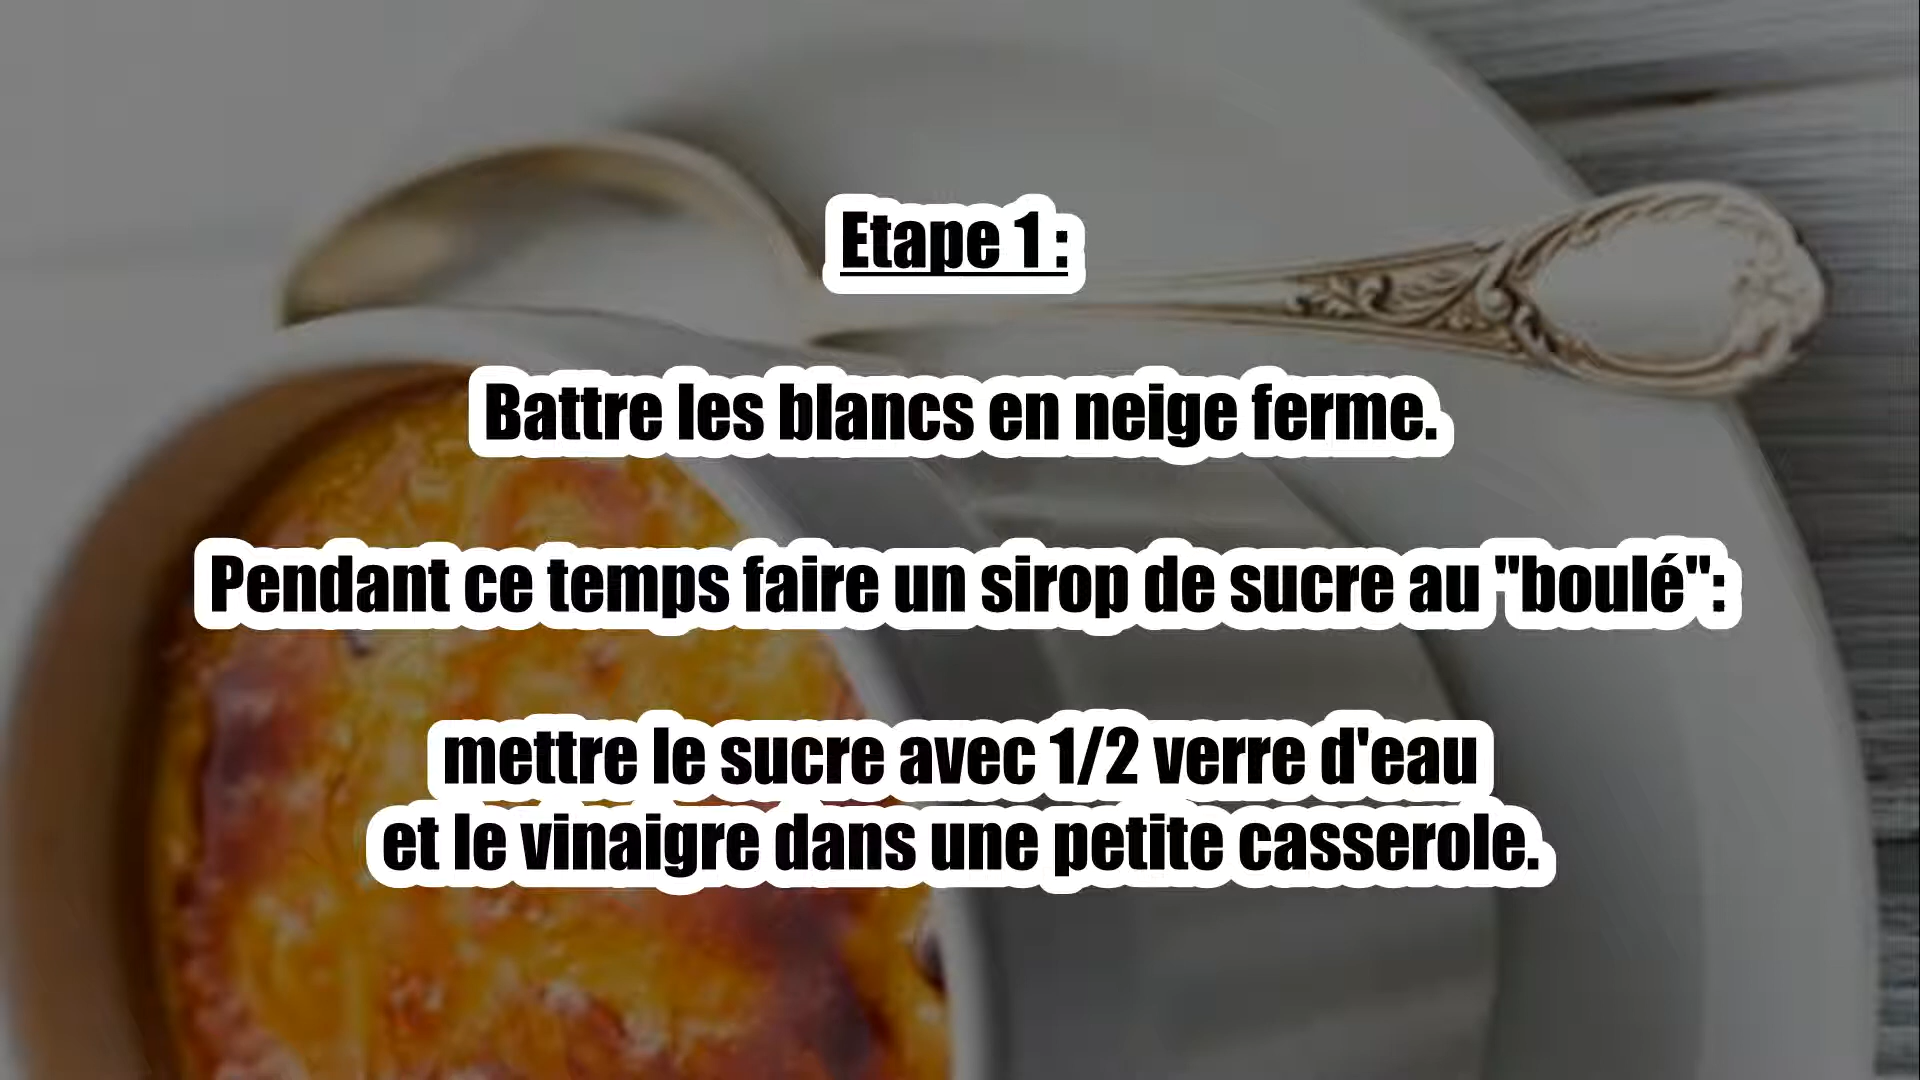 Etape 1 :
Battre les blancs en neige ferme.
Pendant ce temps faire un sirop de sucre au "boulé":
mettre le sucre avec 1/2 verre d'eau
et le vinaigre dans une petite casserole.